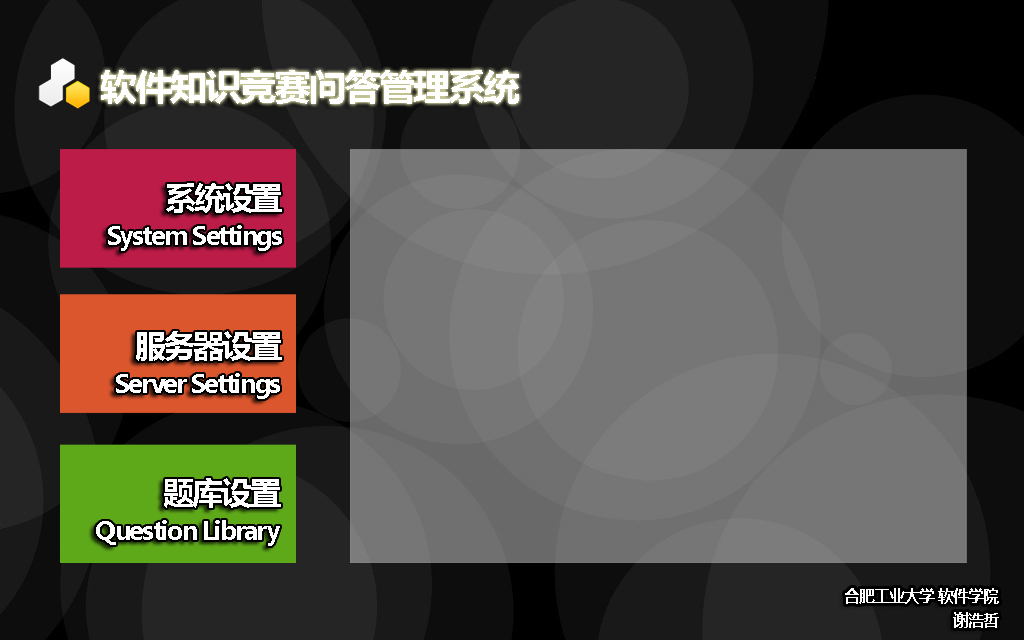 软件知识竞赛问答管理系统
系统设置
System Settings
服务器设置
Server Settings
题库设置
Question Library
合肥工业大学 软件学院
谢浩哲